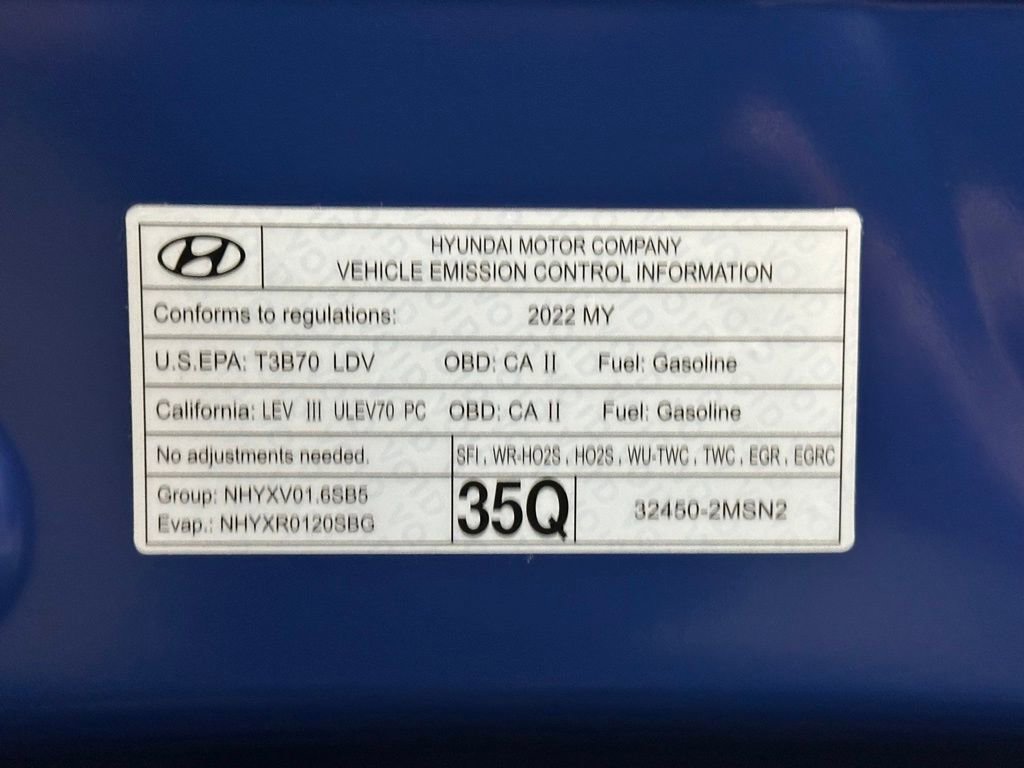 HYUNDAI MOTOR COMPANY
VEHICLE EMISSION CONTROL INFORMATION
Conforms to regulations: 2022 MY
U.S.EPA: T3B70 LDV OBD: CA II Fuel: Gasoline
California: LEV III ULEV70 PC OBD: CA II Fuel: Gasoline
No adjustments needed. SFI, WR-HO2S, HO2S, WU-TWC, TWC, EGR, EGRC
Group: NHYXV01.6SB5
Evap.: NHYXR0120SBG
35Q
32450-2MSN2